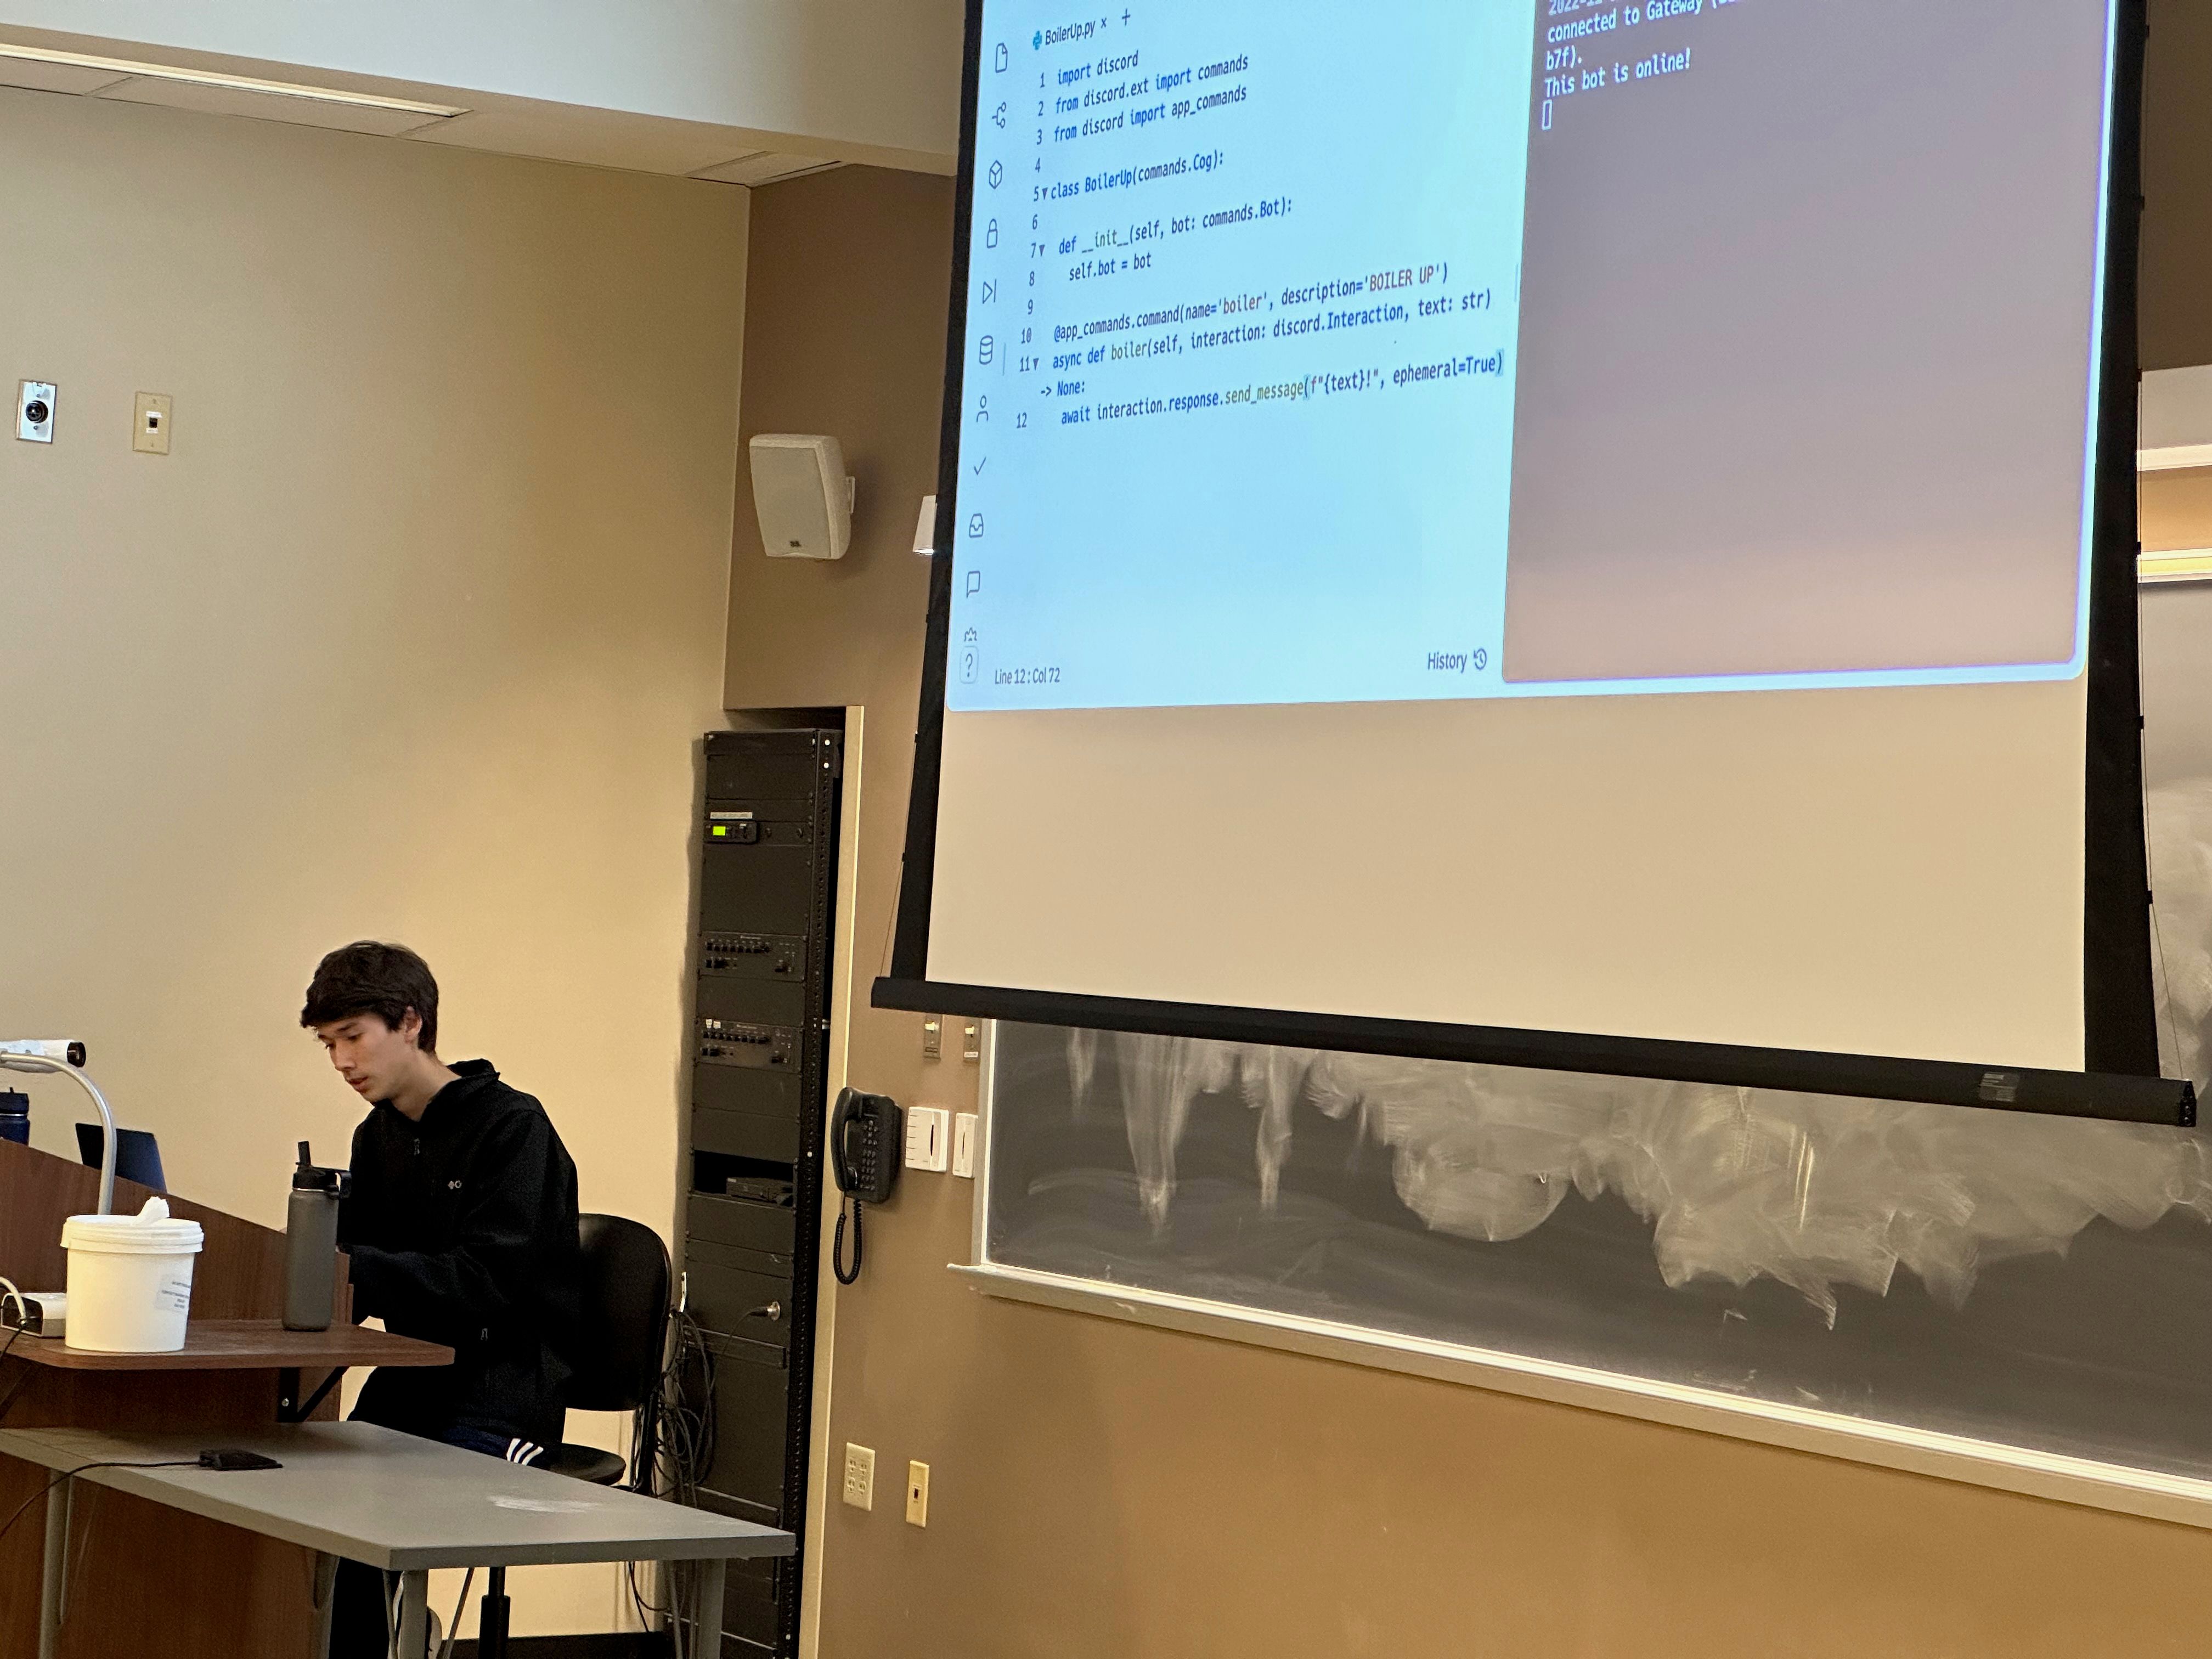 BoilerUp.py × +
1 import discord
2 from discord.ext import commands
3 from discord import app_commands
4
5 class BoilerUp(commands.Cog):
6
7 def __init__(self, bot: commands.Bot):
8 self.bot = bot
9
10 @app_commands.command(name='boiler', description='BOILER UP')
11 async def boiler(self, interaction: discord.Interaction, text: str)
-> None:
12 await interaction.response.send_message(f"{text}!", ephemeral=True)
?
Line 12 : Col 72
History
connected to Gateway
b7f).
This bot is online!